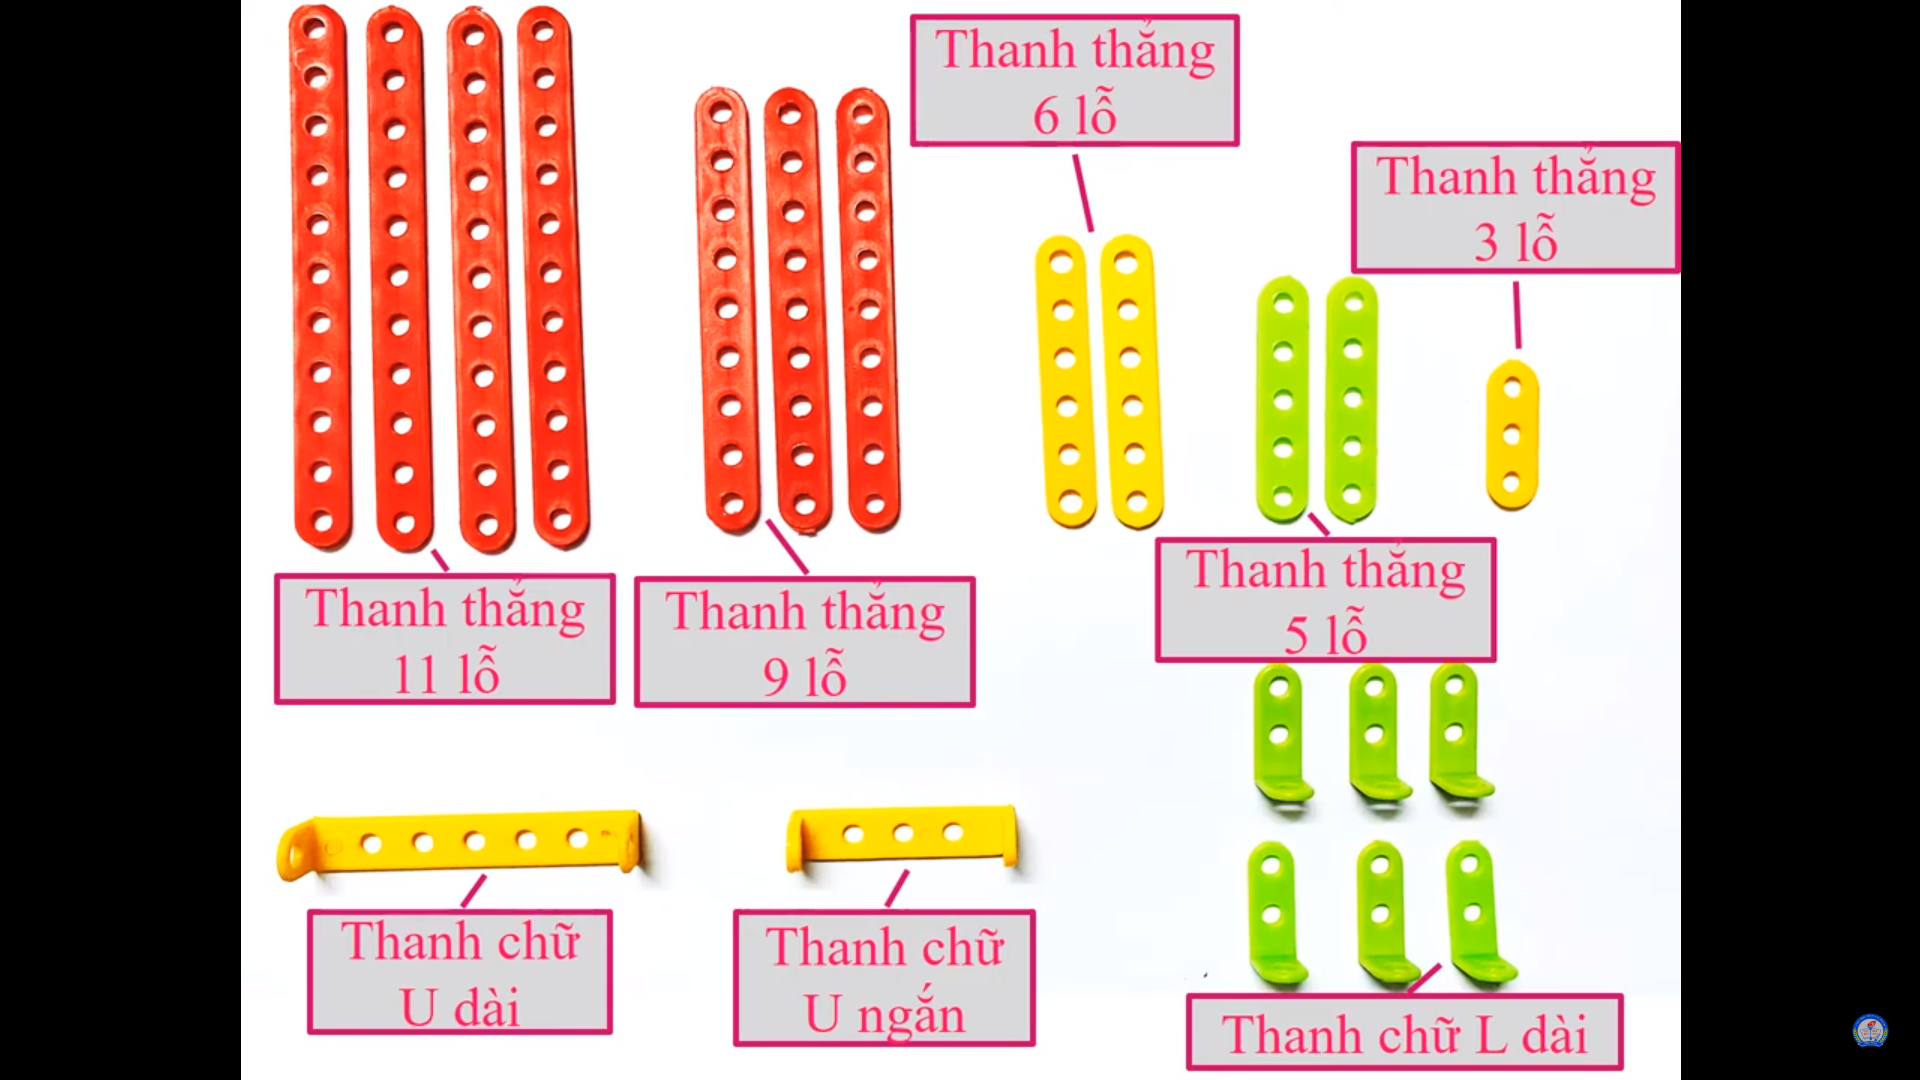 Thanh thẳng
6 lỗ
Thanh thẳng
3 lỗ
Thanh thẳng
11 lỗ
Thanh thẳng
9 lỗ
Thanh thẳng
5 lỗ
Thanh chữ
U dài
Thanh chữ
U ngắn
Thanh chữ L dài